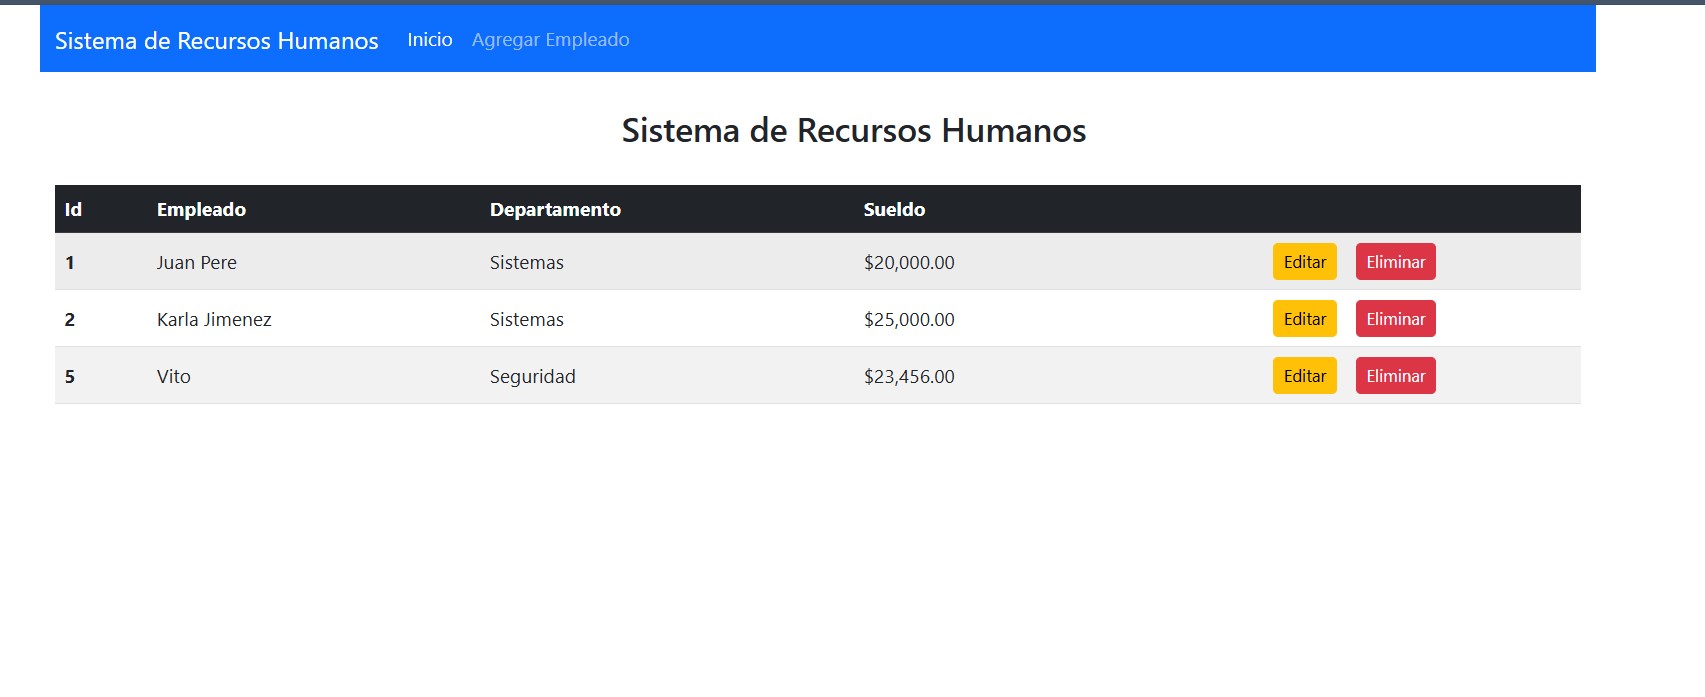 Sistema de Recursos Humanos Inicio Agregar Empleado
Sistema de Recursos Humanos
Id Empleado Departamento Sueldo
1 Juan Pere Sistemas $20,000.00 Editar Eliminar
2 Karla Jimenez Sistemas $25,000.00 Editar Eliminar
5 Vito Seguridad $23,456.00 Editar Eliminar